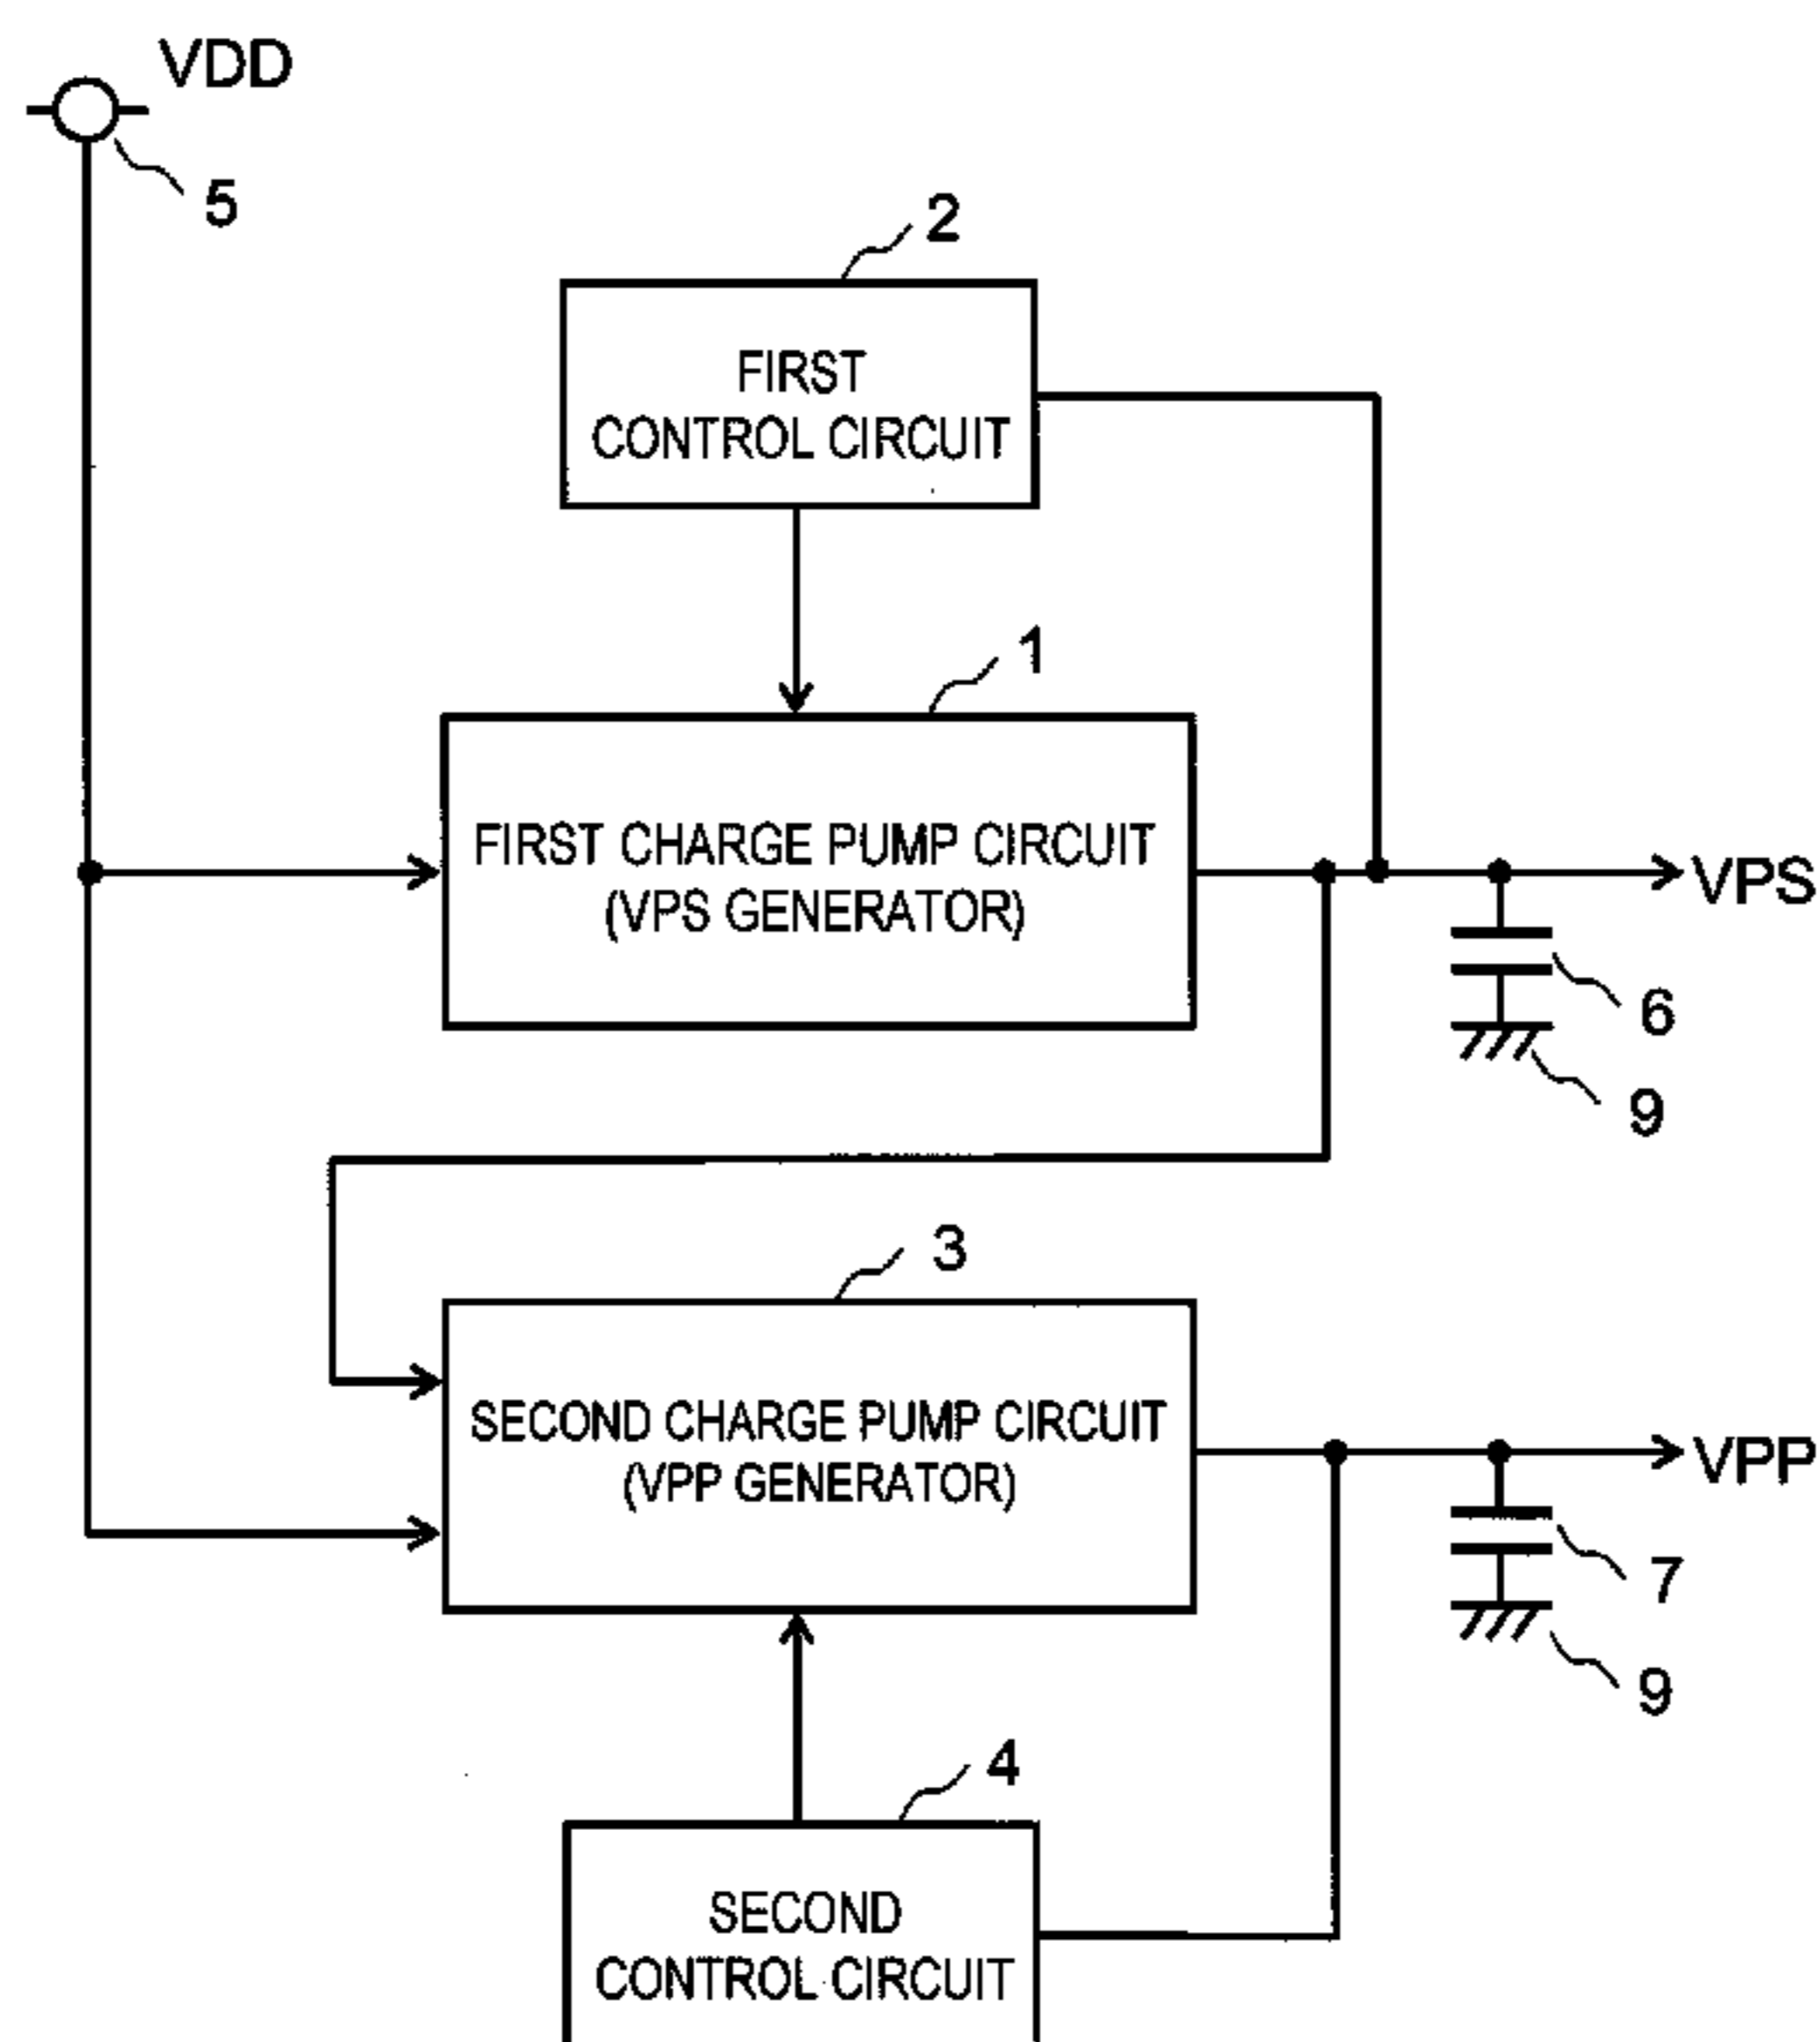 VDD
5
2
FIRST
CONTROL CIRCUIT
1
FIRST CHARGE PUMP CIRCUIT
(VPS GENERATOR)
VPS
6
9
3
SECOND CHARGE PUMP CIRCUIT
(VPP GENERATOR)
VPP
7
9
4
SECOND
CONTROL CIRCUIT